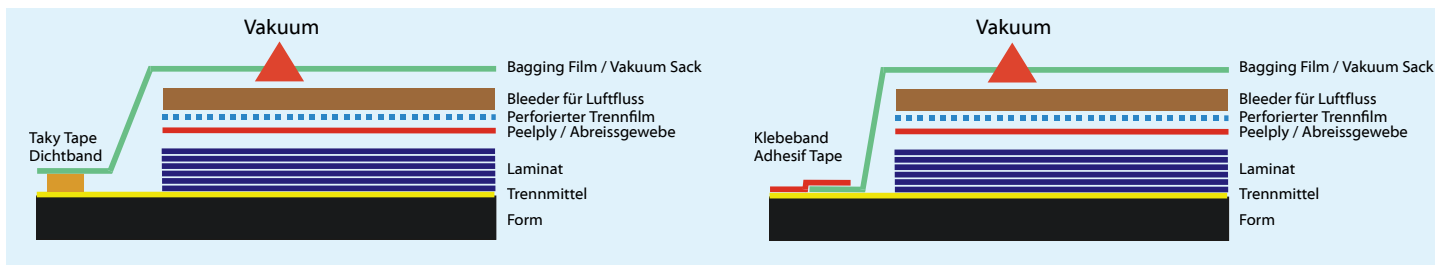 Vakuum
Bagging Film / Vakuum Sack
Bleeder für Luftfluss
Perforierter Trennfilm
Peelply / Abreissgewebe
Taky Tape
Dichtband
Laminat
Trennmittel
Form
Vakuum
Bagging Film / Vakuum Sack
Bleeder für Luftfluss
Perforierter Trennfilm
Peelply / Abreissgewebe
Klebeband
Adhesif Tape
Laminat
Trennmittel
Form